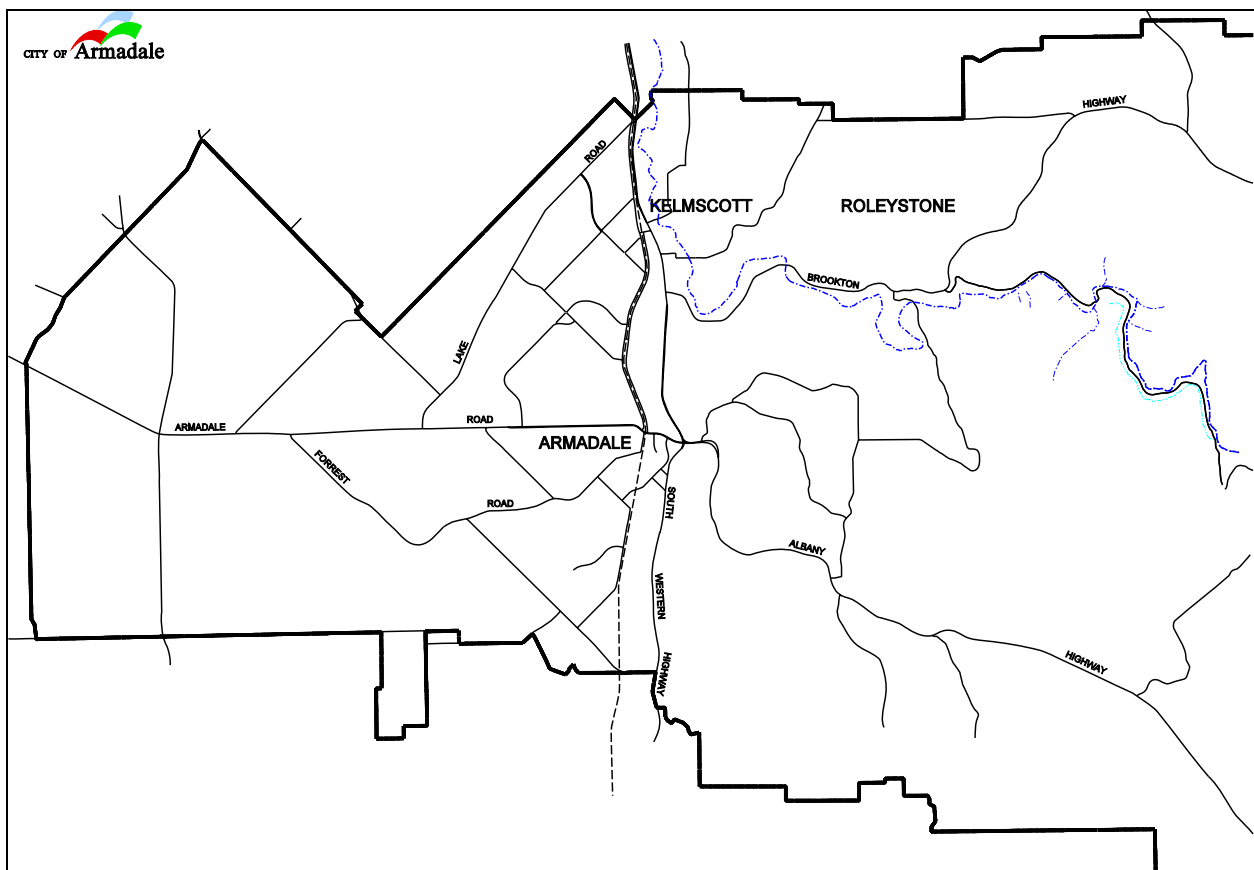 CITY OF Armadale
HIGHWAY
ROAD
KELMSCOTT
ROLEYSTONE
BROOKTON
LAKE
ARMADALE
ROAD
ARMADALE
FORREST
ROAD
SOUTH
ALBANY
WESTERN
HIGHWAY
HIGHWAY